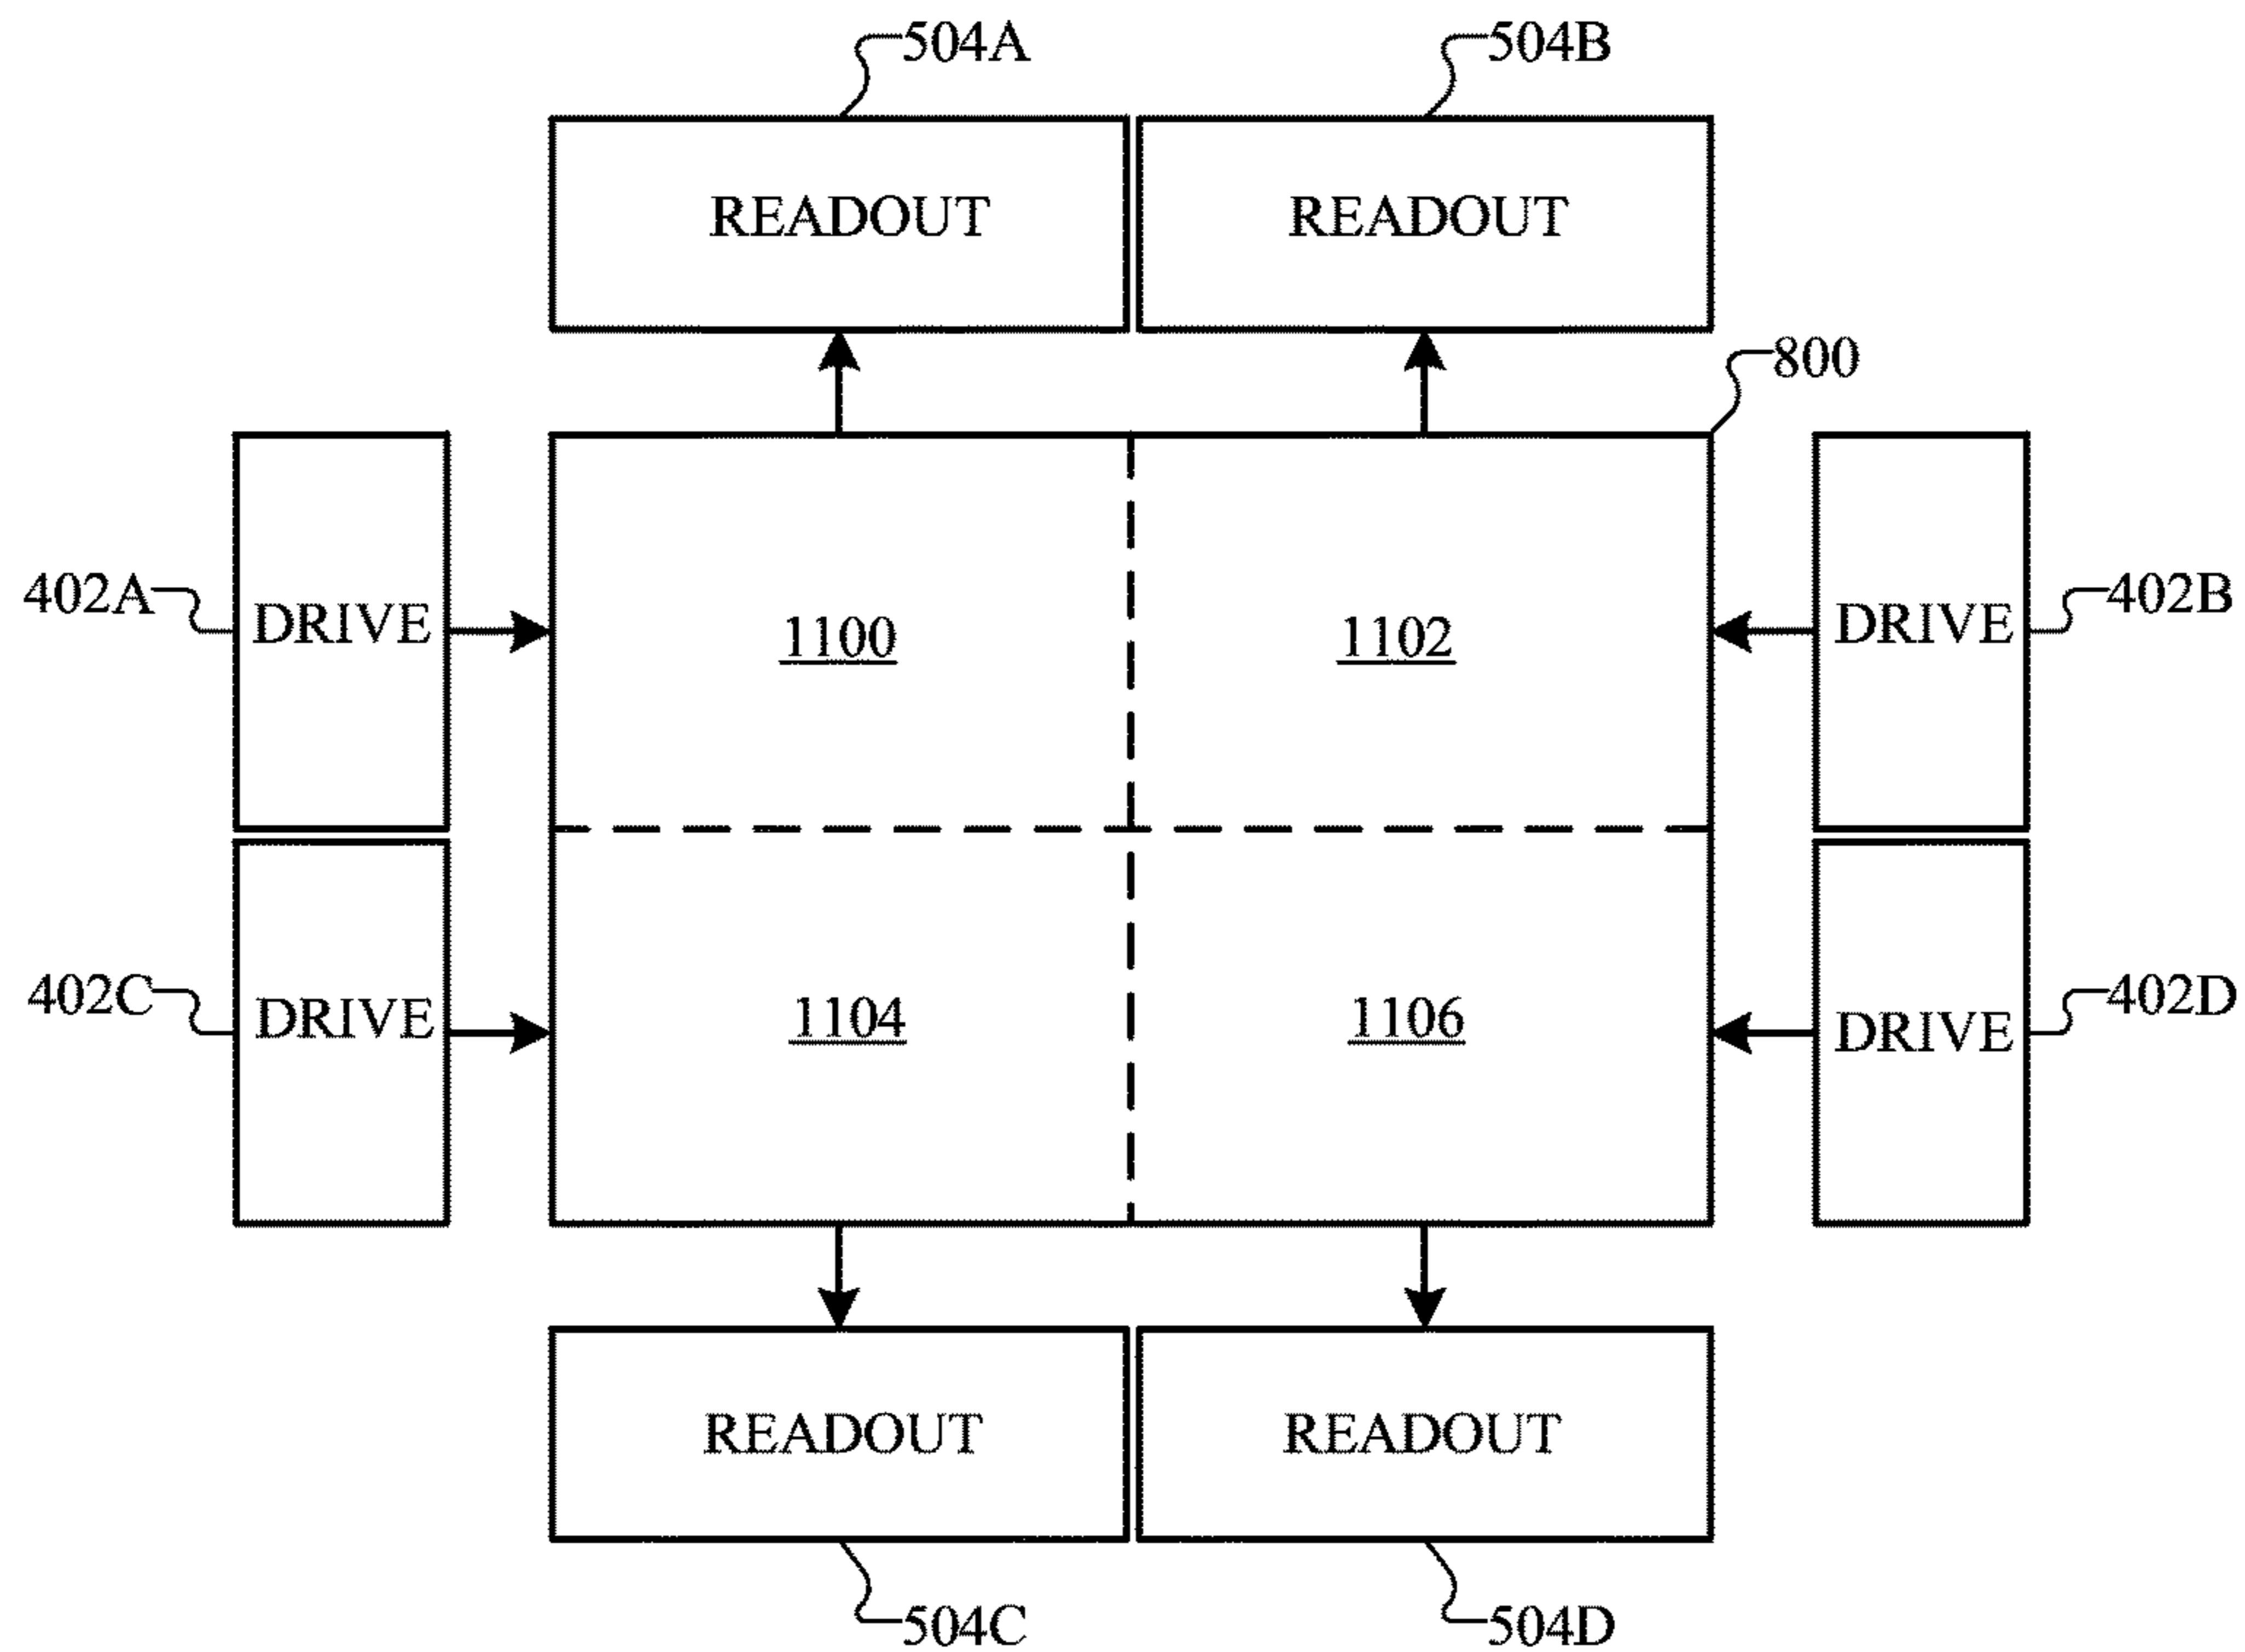 504A
504B
READOUT
READOUT
800
402A
DRIVE
1100
1102
DRIVE
402B
402C
DRIVE
1104
1106
DRIVE
402D
READOUT
READOUT
504C
504D